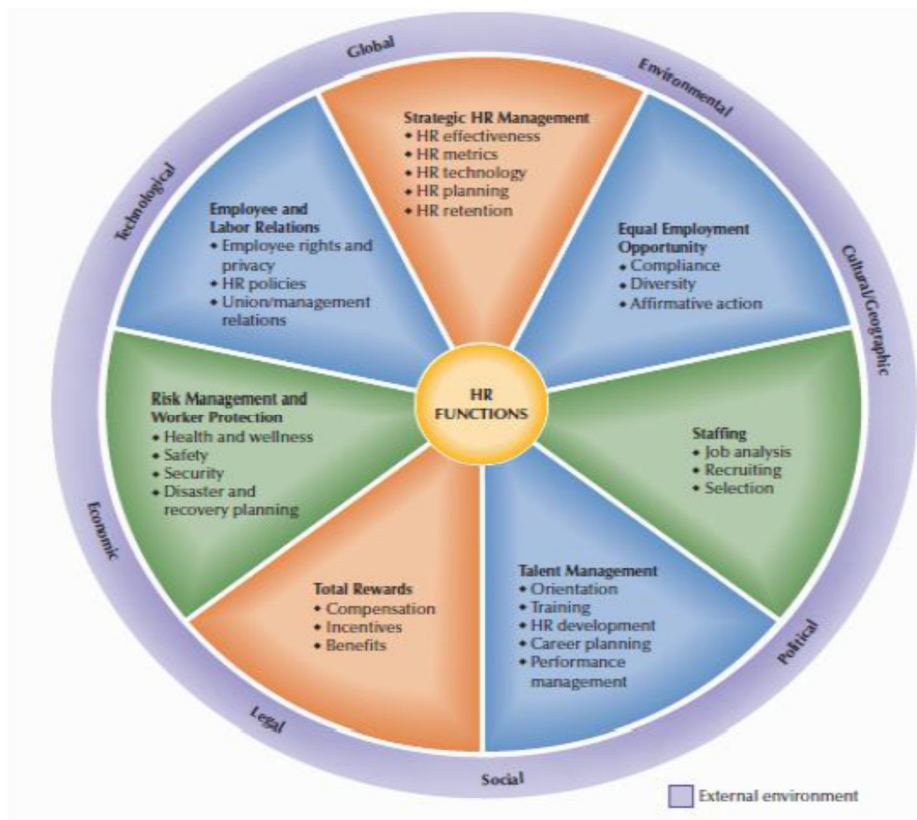 Global
Environmental
Technological
Cultural/Geographic
Strategic HR Management
◆ HR effectiveness
◆ HR metrics
◆ HR technology
◆ HR planning
◆ HR retention
Employee and
Labor Relations
◆ Employee rights and
privacy
◆ HR policies
◆ Union/management
relations
Equal Employment
Opportunity
◆ Compliance
◆ Diversity
◆ Affirmative action
HR
FUNCTIONS
Risk Management and
Worker Protection
◆ Health and wellness
◆ Safety
◆ Security
◆ Disaster and
recovery planning
Staffing
◆ Job analysis
◆ Recruiting
◆ Selection
Economic
Total Rewards
◆ Compensation
◆ Incentives
◆ Benefits
Talent Management
◆ Orientation
◆ Training
◆ HR development
◆ Career planning
◆ Performance
management
Political
Legal
Social
External environment